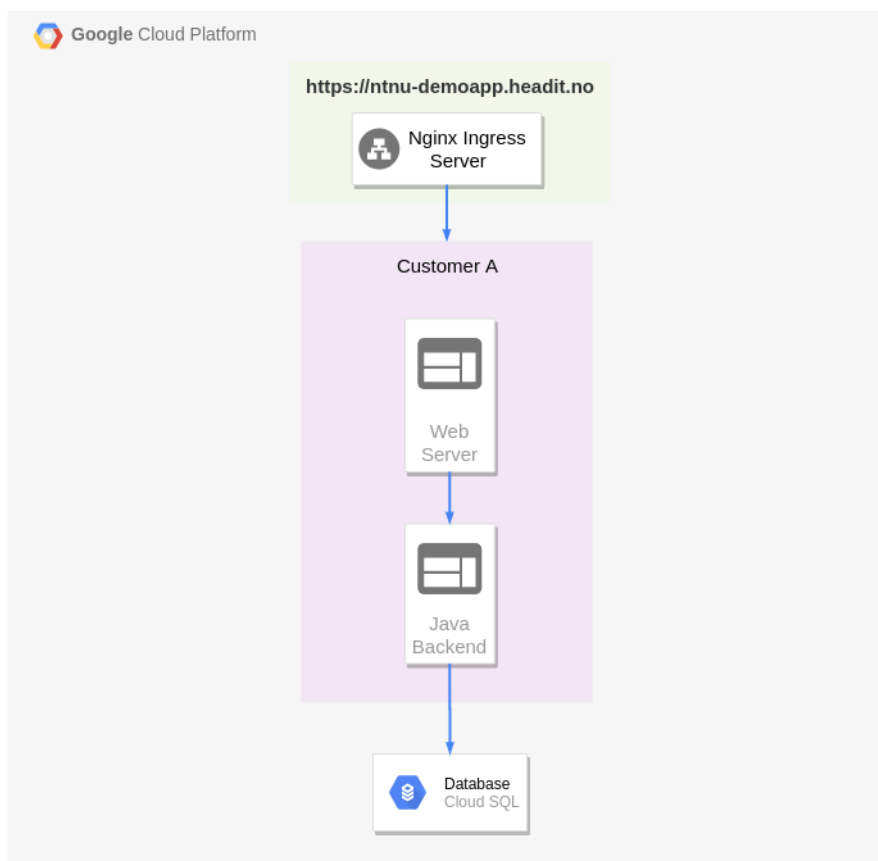 Google Cloud Platform
https://ntnu-demoapp.headit.no
Nginx Ingress
Server
Customer A
Web
Server
Java
Backend
Database
Cloud SQL